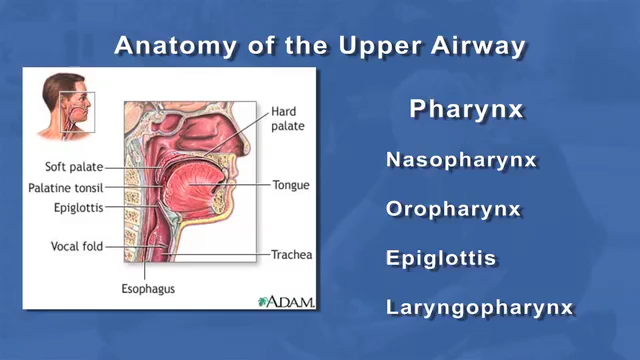 Anatomy of the Upper Airway
Hard
palate
Soft palate
Palatine tonsil
Tongue
Epiglottis
Vocal fold
Trachea
Esophagus
ADAM.
Pharynx
Nasopharynx
Oropharynx
Epiglottis
Laryngopharynx